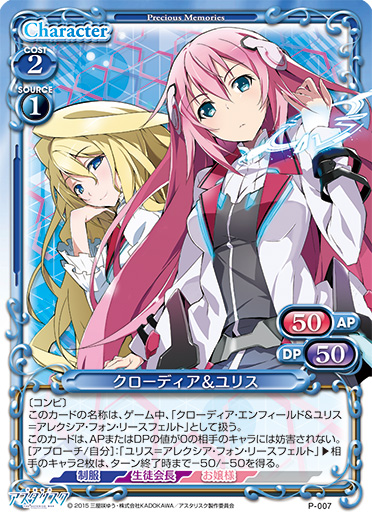 Precious Memories
Character
COST
2
SOURCE
1
50 AP
DP 50
クローディア&ユリス
[コンビ]
このカードの名称は、ゲーム中、「クローディア・エンフィールド&ユリス
=アレクシア・フォン・リースフェルト」として扱う。
このカードは、APまたはDPの値が0の相手のキャラには妨害されない。
[アプローチ/自分]:「ユリス=アレクシア・フォン・リースフェルト」▶相
手のキャラ2枚は、ターン終了時まで-50/-50を得る。
制服 生徒会長 お嬢様
アスタリスク
© 2015 三屋咲ゆう・株式会社KADOKAWA/アスタリスク製作委員会
P-007